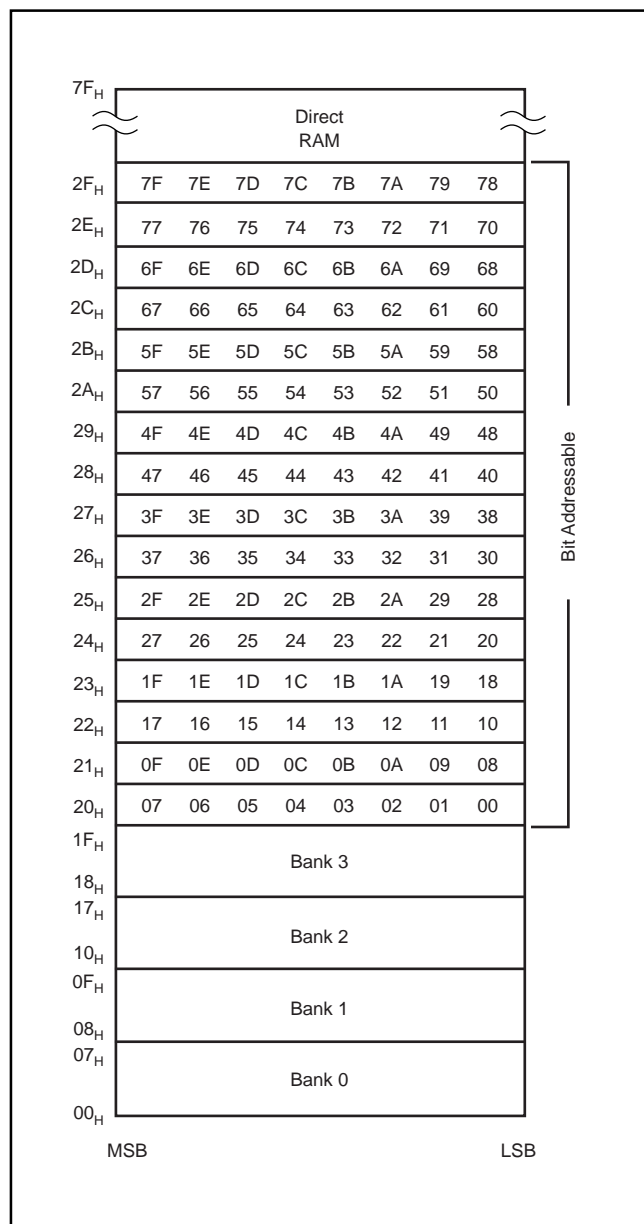 7FH
Direct
RAM
2FH 7F 7E 7D 7C 7B 7A 79 78
2EH 77 76 75 74 73 72 71 70
2DH 6F 6E 6D 6C 6B 6A 69 68
2CH 67 66 65 64 63 62 61 60
2BH 5F 5E 5D 5C 5B 5A 59 58
2AH 57 56 55 54 53 52 51 50
29H 4F 4E 4D 4C 4B 4A 49 48
28H 47 46 45 44 43 42 41 40
27H 3F 3E 3D 3C 3B 3A 39 38
26H 37 36 35 34 33 32 31 30
25H 2F 2E 2D 2C 2B 2A 29 28
24H 27 26 25 24 23 22 21 20
23H 1F 1E 1D 1C 1B 1A 19 18
22H 17 16 15 14 13 12 11 10
21H 0F 0E 0D 0C 0B 0A 09 08
20H 07 06 05 04 03 02 01 00
Bit Addressable
1FH
Bank 3
18H
17H
Bank 2
10H
0FH
Bank 1
08H
07H
Bank 0
00H
MSB LSB